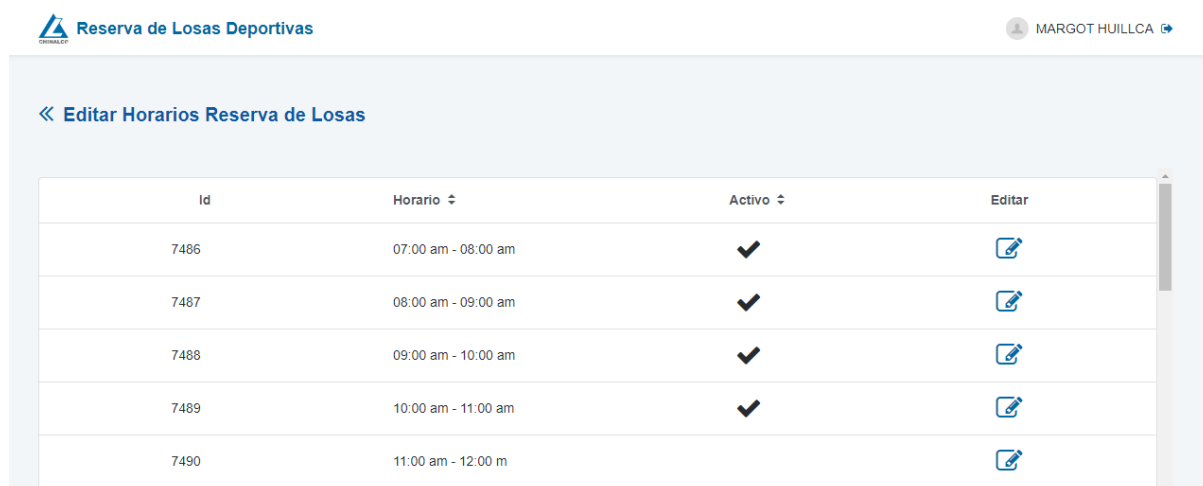 Reserva de Losas Deportivas
MARGOT HUILLCA
CHINALCO
Editar Horarios Reserva de Losas
Id Horario Activo Editar
7486 07:00 am - 08:00 am
7487 08:00 am - 09:00 am
7488 09:00 am - 10:00 am
7489 10:00 am - 11:00 am
7490 11:00 am - 12:00 m